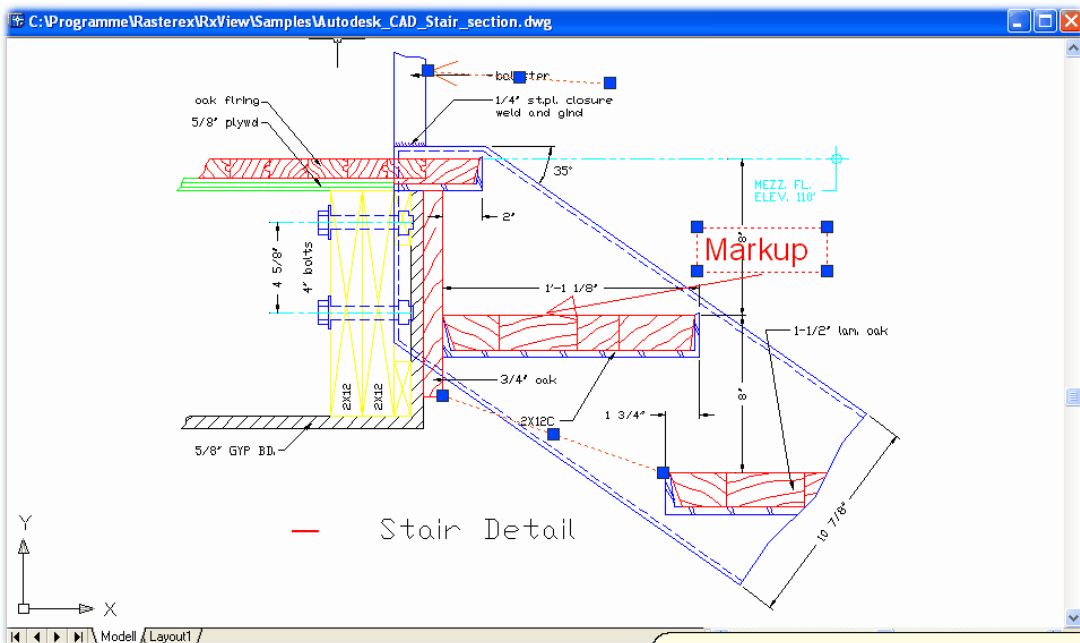 C:\Programme\Rasterex\RxView\Samples\Autodesk_CAD_Stair_section.dwg
oak flring
5/8" plywd
1/4" st.pl. closure
weld and gind
35°
MEZZ. FL.
ELEV. 110'
2"
8"
Markup
4 5/8"
4" bolts
1'-1 1/8"
1-1/2" lam. oak
3/4" oak
2X12
2X12
2X12C
1 3/4"
8"
5/8" GYP BD.
10 7/8"
Stair Detail
Y
X
Modell
Layout1